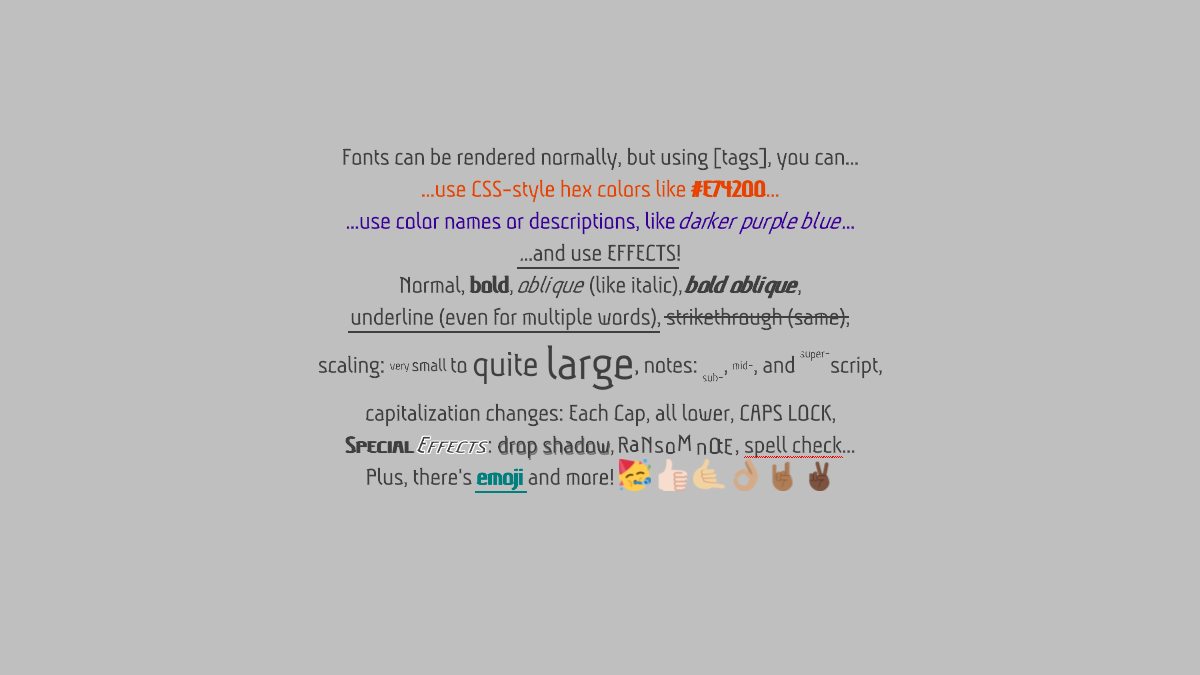 Fonts can be rendered normally, but using [tags], you can...
...use CSS-style hex colors like #E74200...
...use color names or descriptions, like darker purple blue...
...and use EFFECTS!
Normal, bold, oblique (like italic), bold oblique,
underline (even for multiple words), strikethrough (same),
scaling: very small to quite large, notes: sub-, mid-, and super-script,
capitalization changes: Each Cap, all lower, CAPS LOCK,
SPECIAL EFFECTS: drop shadow, RaNsoM nOtE, spell check...
Plus, there's emoji and more! 🥳👍🏻🤙🏼👌🏽🤘🏾✌🏿